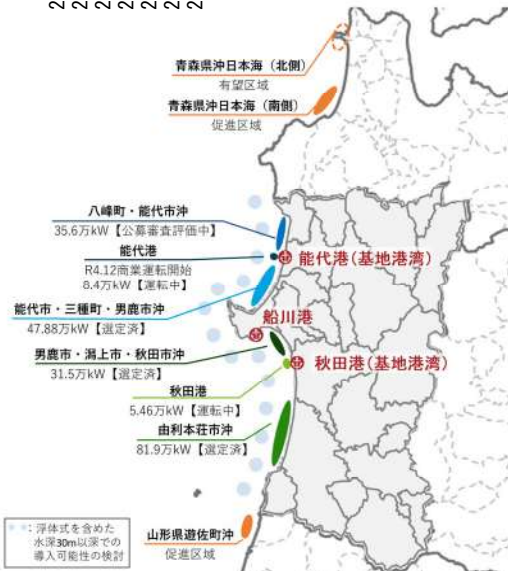 青森県沖日本海（北側）
有望区域
青森県沖日本海（南側）
促進区域
八峰町・能代市沖
35.6万kW【公募審査評価中】
能代港
R4.12商業運転開始
8.4万kW【運転中】
能代港(基地港湾)
能代市・三種町・男鹿市沖
47.88万kW【選定済】
船川港
男鹿市・潟上市・秋田市沖
31.5万kW【選定済】
秋田港(基地港湾)
秋田港
5.46万kW【運転中】
由利本荘市沖
81.9万kW【選定済】
：浮体式を含めた
水深30m以深での
導入可能性の検討
山形県遊佐町沖
促進区域